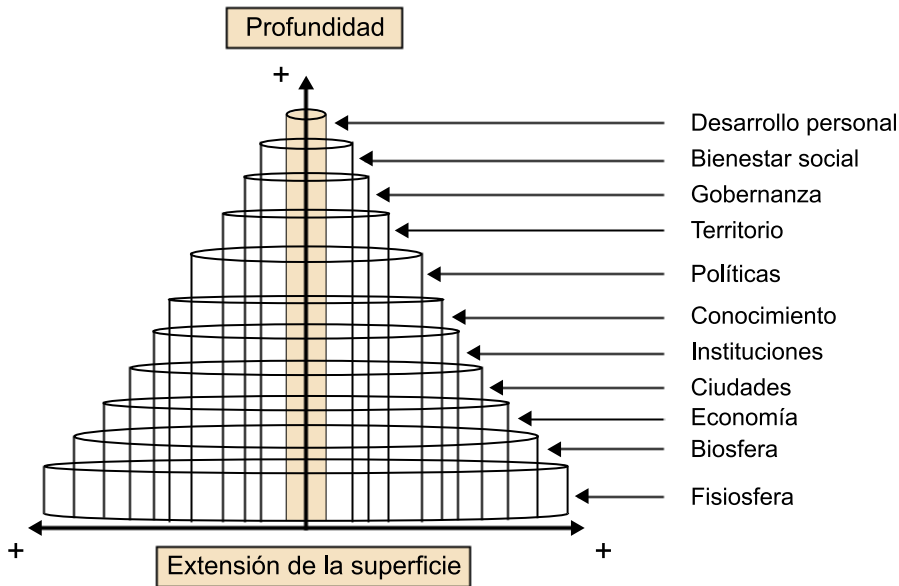 Profundidad
+
Desarrollo personal
Bienestar social
Gobernanza
Territorio
Políticas
Conocimiento
Instituciones
Ciudades
Economía
Biosfera
Fisiosfera
+
+
Extensión de la superficie